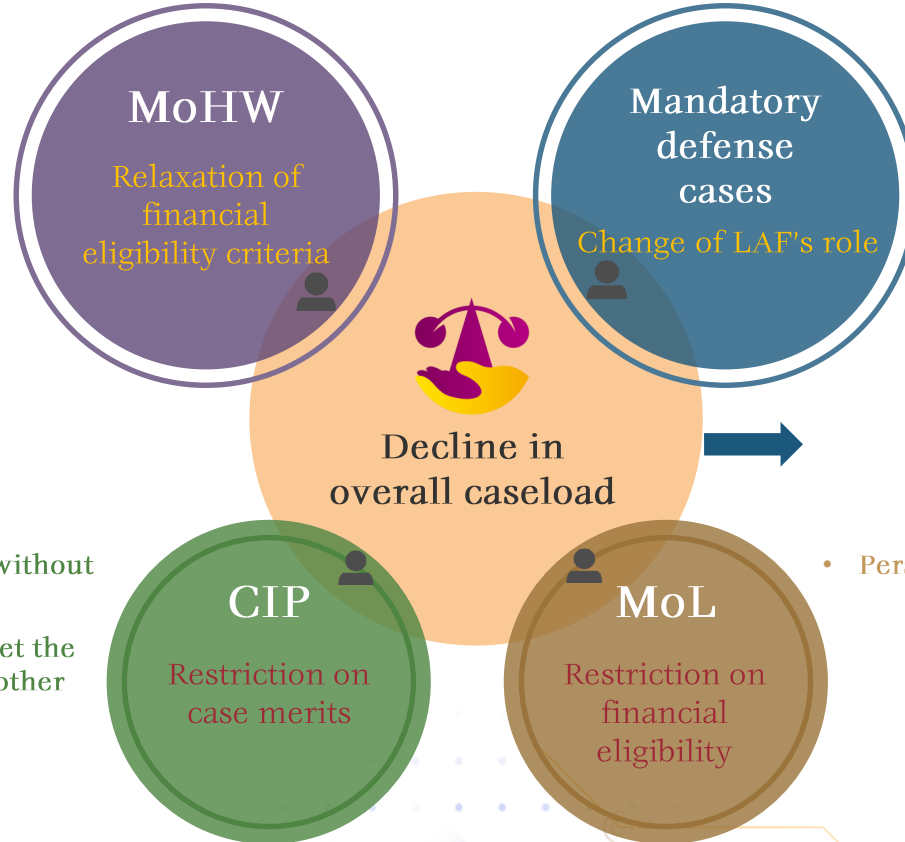 MoHW
Relaxation of
financial
eligibility criteria
Mandatory
defense
cases
Change of LAF's role
Decline in
overall caseload
without
et the
other
CIP
Restriction on
case merits
MoL
Restriction on
financial
eligibility
• Pers